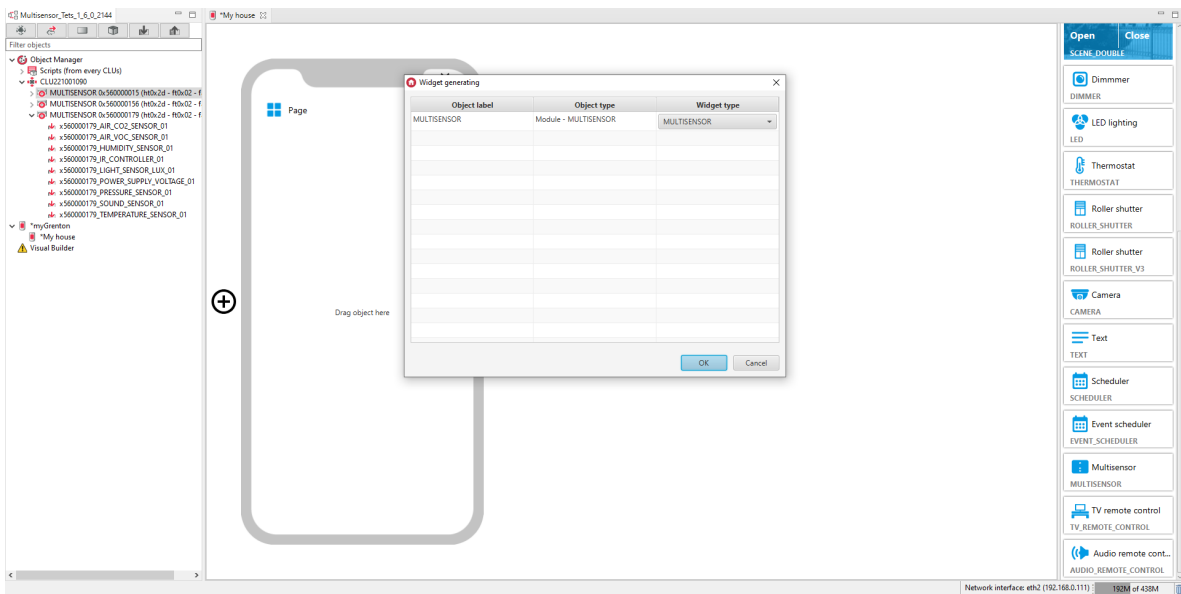 Multisensor_Tets_1_6_0_2144
*My house
Filter objects
Object Manager
Scripts (from every CLUs)
CLU221001090
MULTISENSOR 0x560000015 (ht0x2d - ft0x02 - f
MULTISENSOR 0x560000156 (ht0x2d - ft0x02 - f
MULTISENSOR 0x560000179 (ht0x2d - ft0x02 - f
x560000179_AIR_CO2_SENSOR_01
x560000179_AIR_VOC_SENSOR_01
x560000179_HUMIDITY_SENSOR_01
x560000179_IR_CONTROLLER_01
x560000179_LIGHT_SENSOR_LUX_01
x560000179_POWER_SUPPLY_VOLTAGE_01
x560000179_PRESSURE_SENSOR_01
x560000179_SOUND_SENSOR_01
x560000179_TEMPERATURE_SENSOR_01
*myGrenton
*My house
Visual Builder
Page
Drag object here
Widget generating
Object label Object type Widget type
MULTISENSOR Module - MULTISENSOR MULTISENSOR
OK Cancel
Open Close
SCENE_DOUBLE
Dimmmer
DIMMER
LED lighting
LED
Thermostat
THERMOSTAT
Roller shutter
ROLLER_SHUTTER
Roller shutter
ROLLER_SHUTTER_V3
Camera
CAMERA
Text
TEXT
Scheduler
SCHEDULER
Event scheduler
EVENT_SCHEDULER
Multisensor
MULTISENSOR
TV remote control
TV_REMOTE_CONTROL
Audio remote cont...
AUDIO_REMOTE_CONTROL
Network interface: eth2 (192.168.0.111) 192M of 438M